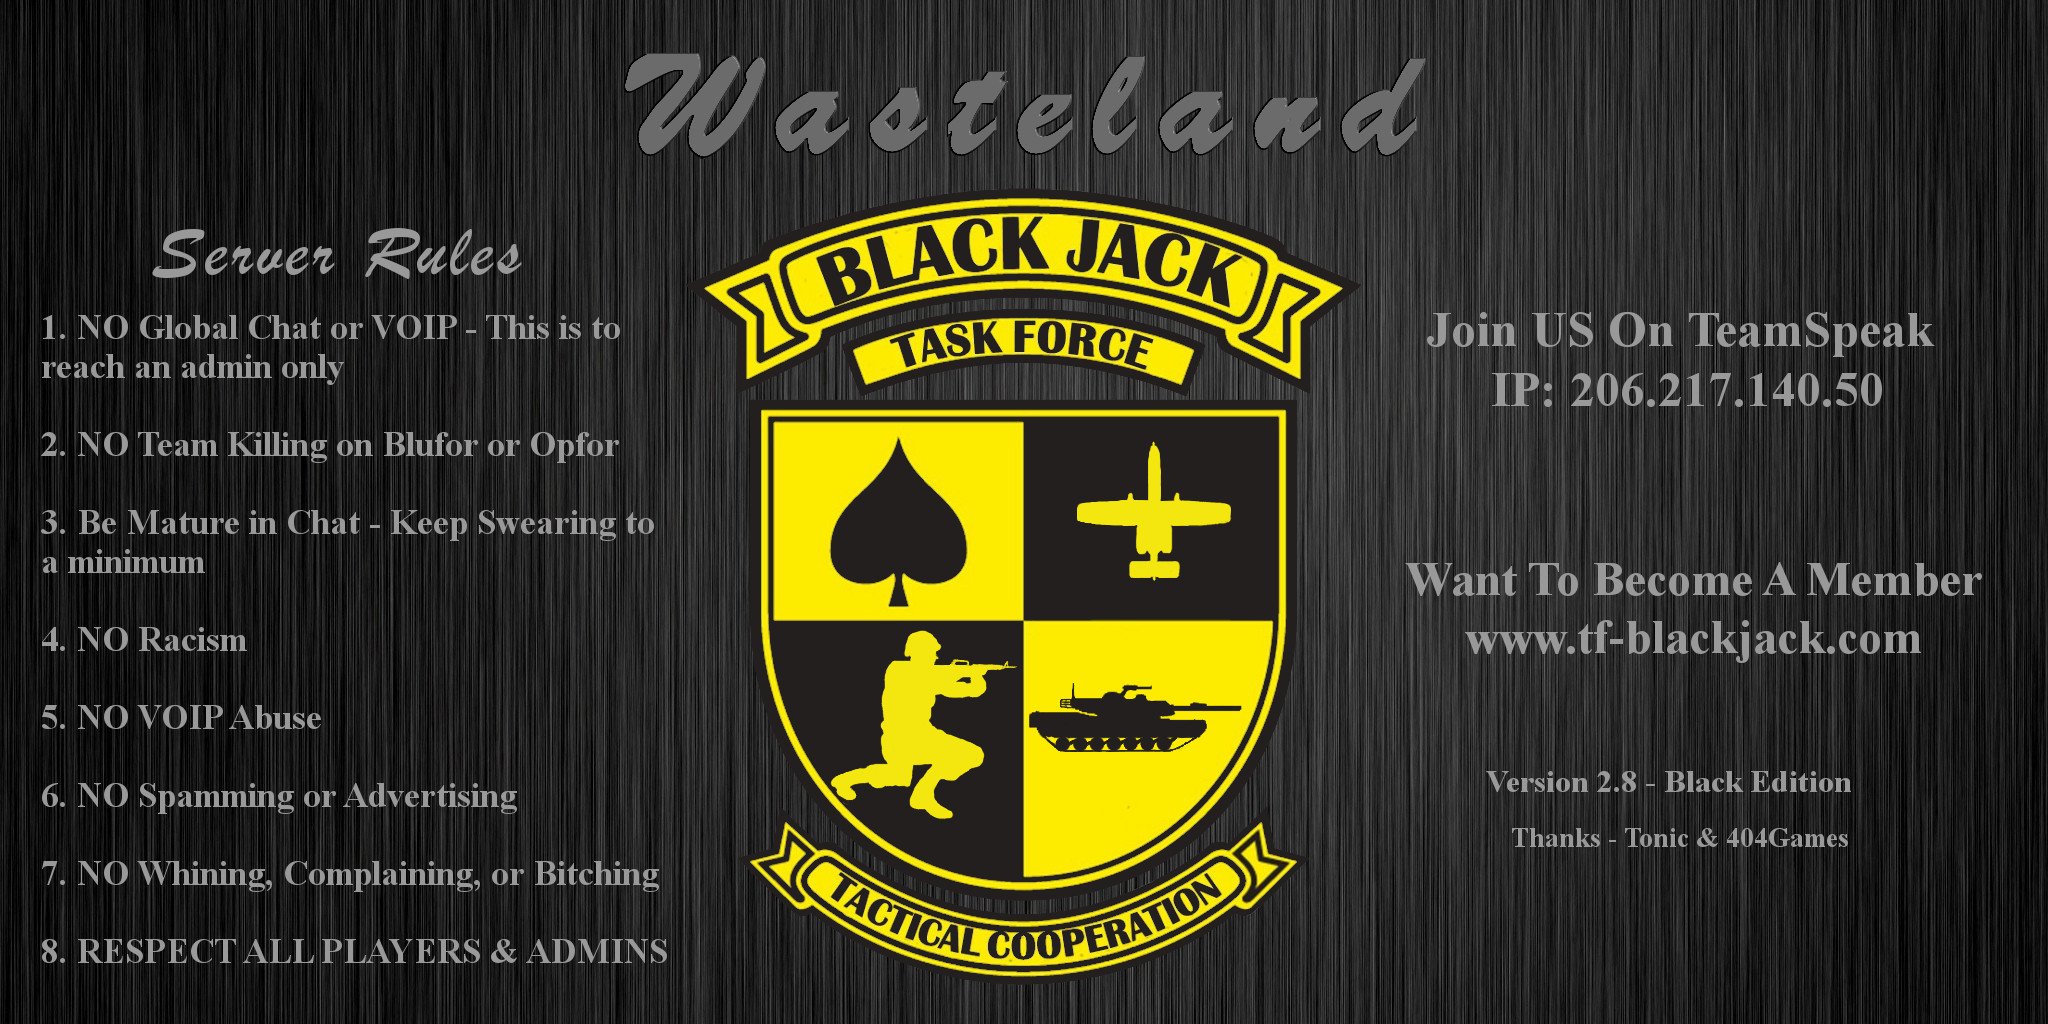 Wasteland
Server Rules
1. NO Global Chat or VOIP - This is to
reach an admin only
2. NO Team Killing on Blufor or Opfor
3. Be Mature in Chat - Keep Swearing to
a minimum
4. NO Racism
5. NO VOIP Abuse
6. NO Spamming or Advertising
7. NO Whining, Complaining, or Bitching
8. RESPECT ALL PLAYERS & ADMINS
BLACK JACK
TASK FORCE
TACTICAL COOPERATION
Join US On TeamSpeak
IP: 206.217.140.50
Want To Become A Member
www.tf-blackjack.com
Version 2.8 - Black Edition
Thanks - Tonic & 404Games